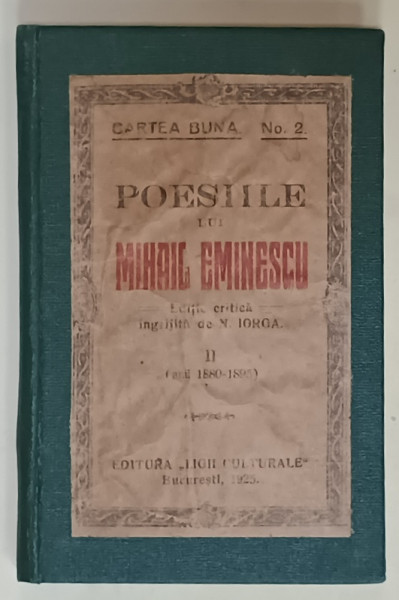 CARTEA BUNA No. 2.
POESIILE
LUI
MIHAIL EMINESCU
Ediție critică
îngrijită de N. IORGA.
II
EDITURA „LIGII CULTURALE"
București, 1925.